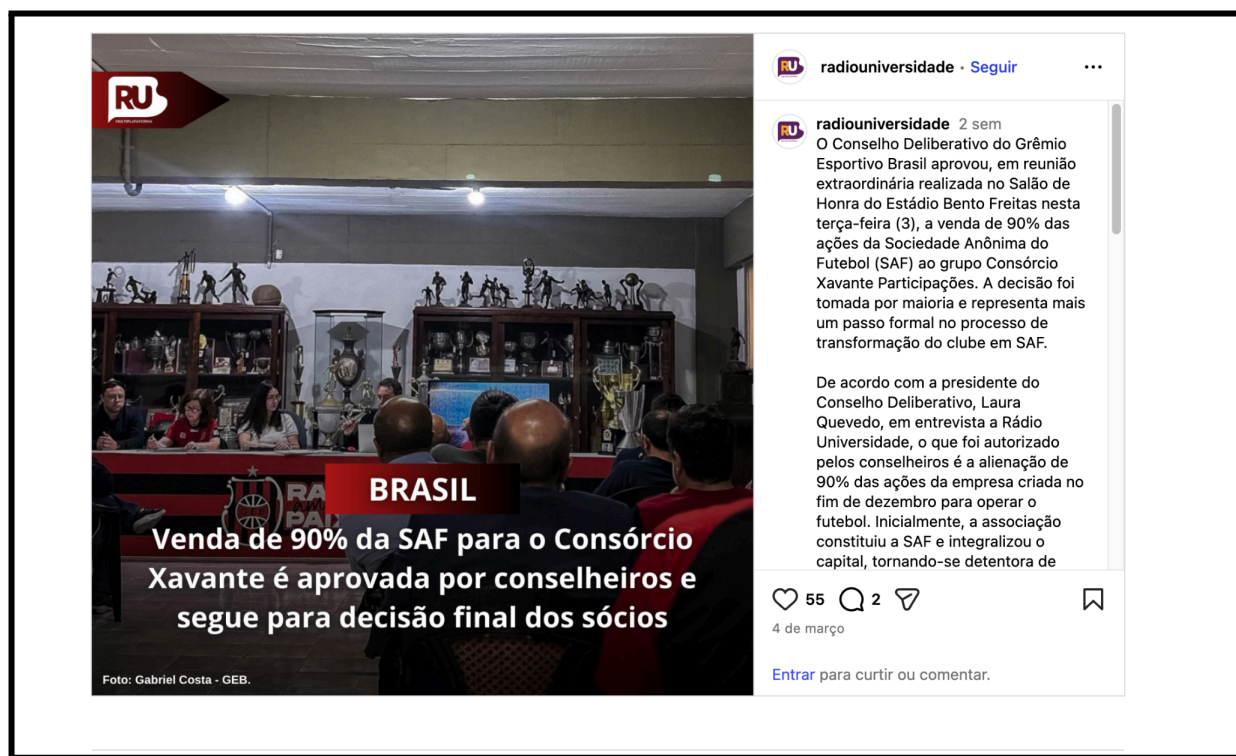 RU
MULTIPLATAFORMA
BRASIL
Venda de 90% da SAF para o Consórcio
Xavante é aprovada por conselheiros e
segue para decisão final dos sócios
Foto: Gabriel Costa - GEB.
RU
radiouniversidade · Seguir
RU
radiouniversidade 2 sem
O Conselho Deliberativo do Grêmio
Esportivo Brasil aprovou, em reunião
extraordinária realizada no Salão de
Honra do Estádio Bento Freitas nesta
terça-feira (3), a venda de 90% das
ações da Sociedade Anônima do
Futebol (SAF) ao grupo Consórcio
Xavante Participações. A decisão foi
tomada por maioria e representa mais
um passo formal no processo de
transformação do clube em SAF.
De acordo com a presidente do
Conselho Deliberativo, Laura
Quevedo, em entrevista a Rádio
Universidade, o que foi autorizado
pelos conselheiros é a alienação de
90% das ações da empresa criada no
fim de dezembro para operar o
futebol. Inicialmente, a associação
constituiu a SAF e integralizou o
capital, tornando-se detentora de
55 2
4 de março
Entrar para curtir ou comentar.